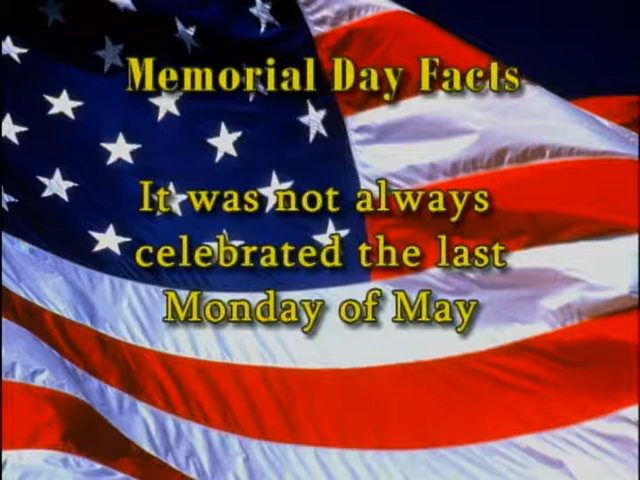 Memorial Day Facts
It was not always
celebrated the last
Monday of May